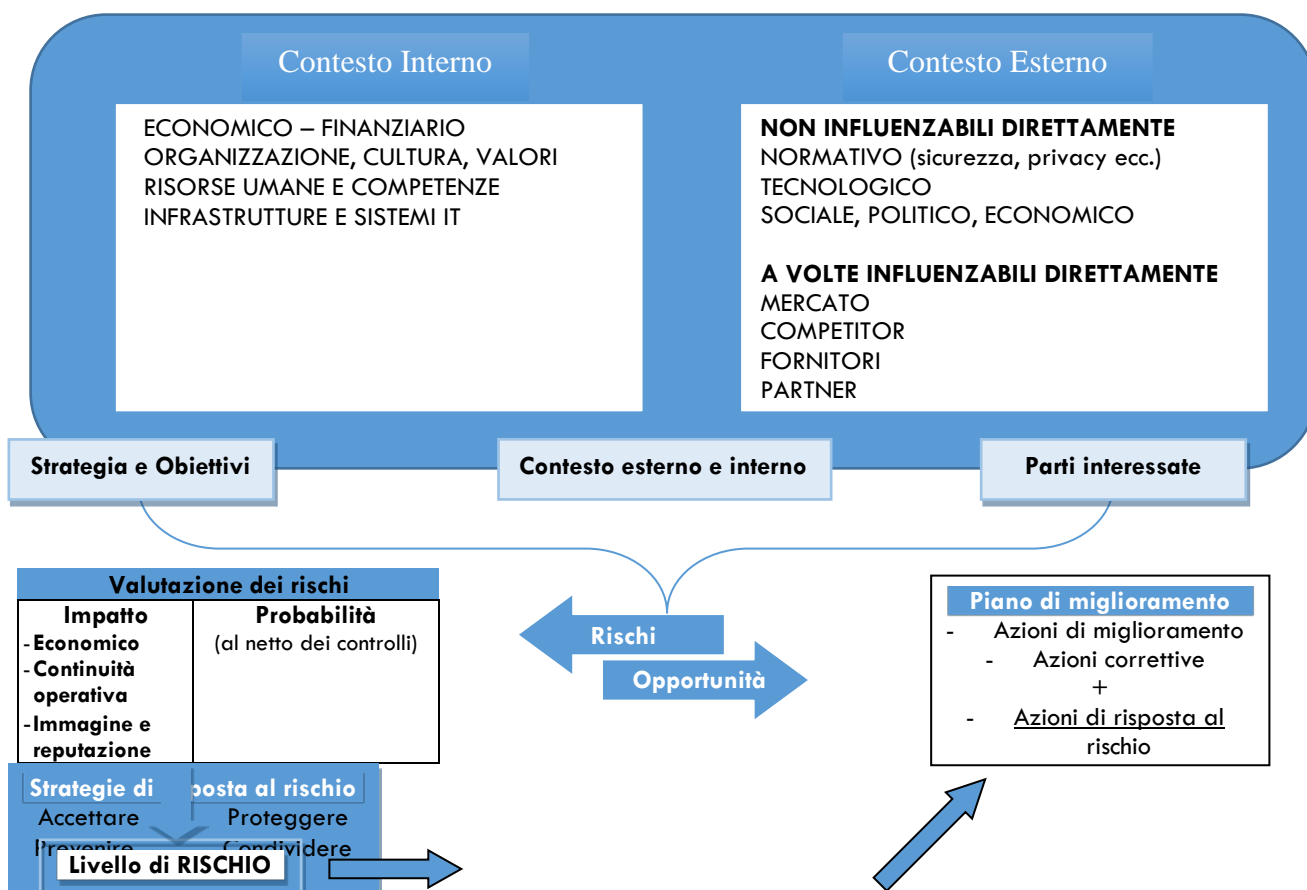 Contesto Interno
ECONOMICO – FINANZIARIO
ORGANIZZAZIONE, CULTURA, VALORI
RISORSE UMANE E COMPETENZE
INFRASTRUTTURE E SISTEMI IT
Contesto Esterno
NON INFLUENZABILI DIRETTAMENTE
NORMATIVO (sicurezza, privacy ecc.)
TECNOLOGICO
SOCIALE, POLITICO, ECONOMICO
A VOLTE INFLUENZABILI DIRETTAMENTE
MERCATO
COMPETITOR
FORNITORI
PARTNER
Strategia e Obiettivi
Contesto esterno e interno
Parti interessate
Valutazione dei rischi
Impatto
- Economico
- Continuità
operativa
- Immagine e
reputazione
Probabilità
(al netto dei controlli)
Rischi
Opportunità
Piano di miglioramento
- Azioni di miglioramento
- Azioni correttive
+
- Azioni di risposta al
rischio
Strategie di posta al rischio
Accettare Proteggere
Prevenire Condividere
Livello di RISCHIO